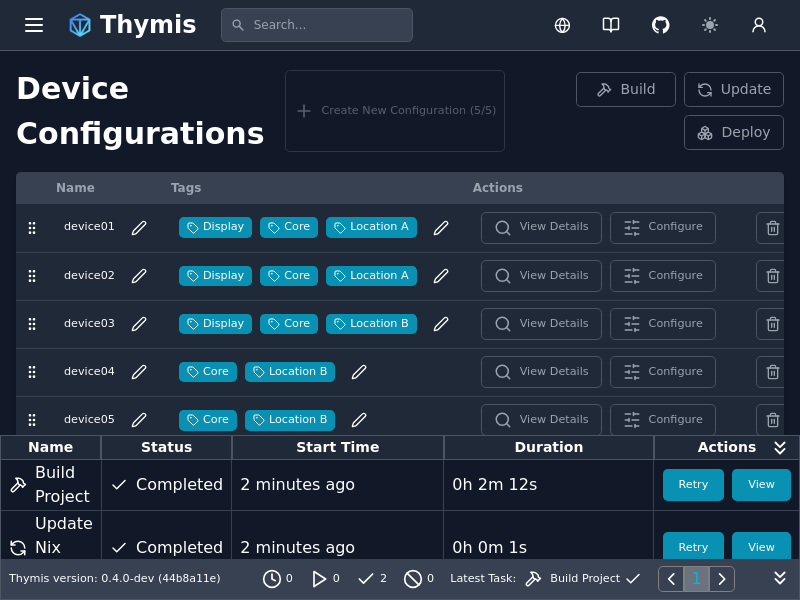 Thymis
Search...
Device
Configurations
Create New Configuration (5/5)
Build
Update
Deploy
Name Tags Actions
device01 Display Core Location A View Details Configure
device02 Display Core Location A View Details Configure
device03 Display Core Location B View Details Configure
device04 Core Location B View Details Configure
device05 Core Location B View Details Configure
Name Status Start Time Duration Actions
Build
Project
Completed 2 minutes ago 0h 2m 12s Retry View
Update
Nix
Completed 2 minutes ago 0h 0m 1s Retry View
Thymis version: 0.4.0-dev (44b8a11e) 0 0 2 0 Latest Task: Build Project 1